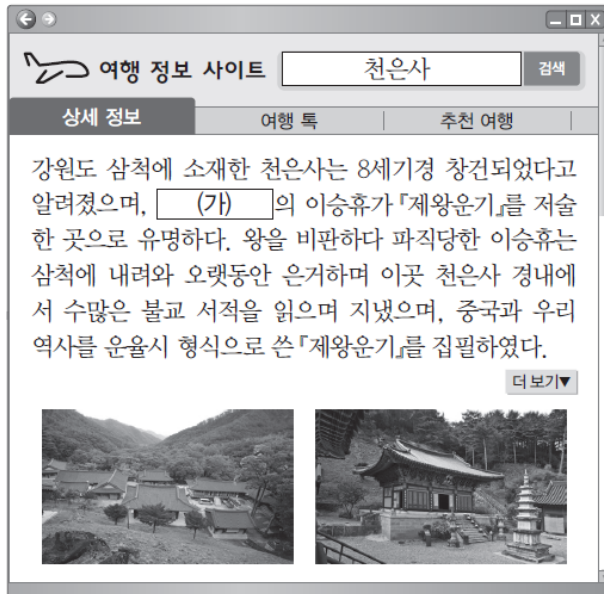 여행 정보 사이트
천은사
검색
상세 정보
여행 톡
추천 여행
강원도 삼척에 소재한 천은사는 8세기경 창건되었다고
알려졌으며, (가) 의 이승휴가 『제왕운기』를 저술
한 곳으로 유명하다. 왕을 비판하다 파직당한 이승휴는
삼척에 내려와 오랫동안 은거하며 이곳 천은사 경내에
서 수많은 불교 서적을 읽으며 지냈으며, 중국과 우리
역사를 운율시 형식으로 쓴 『제왕운기』를 집필하였다.
더 보기▼